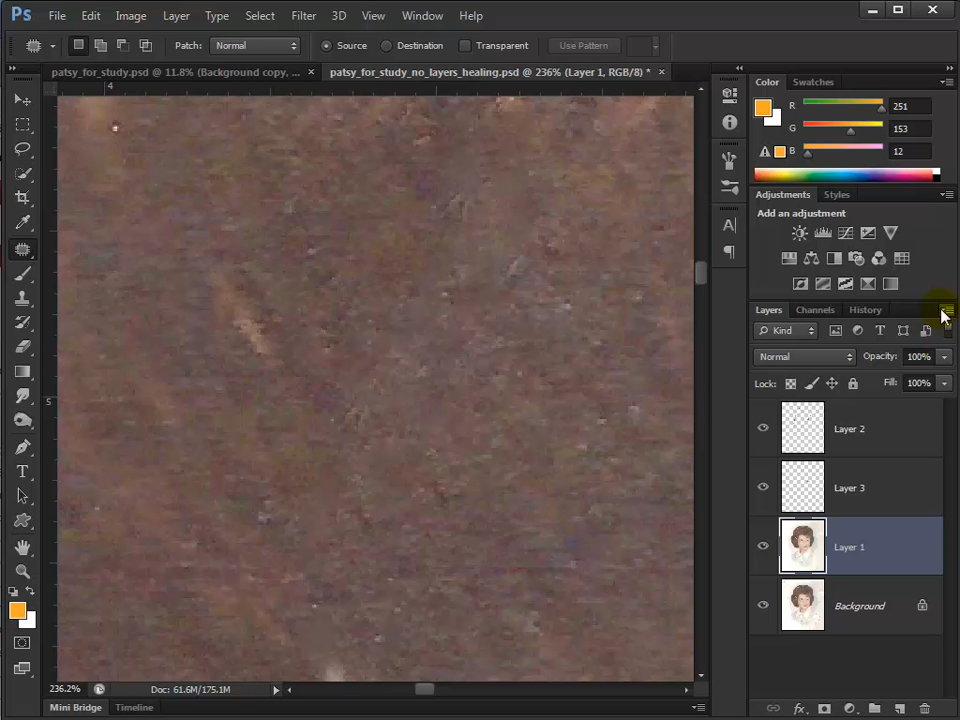 Ps File Edit Image Layer Type Select Filter 3D View Window Help
Patch: Normal Source Destination Transparent Use Pattern
patsy_for_study.psd @ 11.8% (Background copy, ... × patsy_for_study_no_layers_healing.psd @ 236% (Layer 1, RGB/8) * ×
4
5
Color Swatches
R 251
G 153
B 12
Adjustments Styles
Add an adjustment
Layers Channels History
Kind
Normal Opacity: 100%
Lock: Fill: 100%
Layer 2
Layer 3
Layer 1
Background
236.2% Doc: 61.6M/175.1M
Mini Bridge Timeline